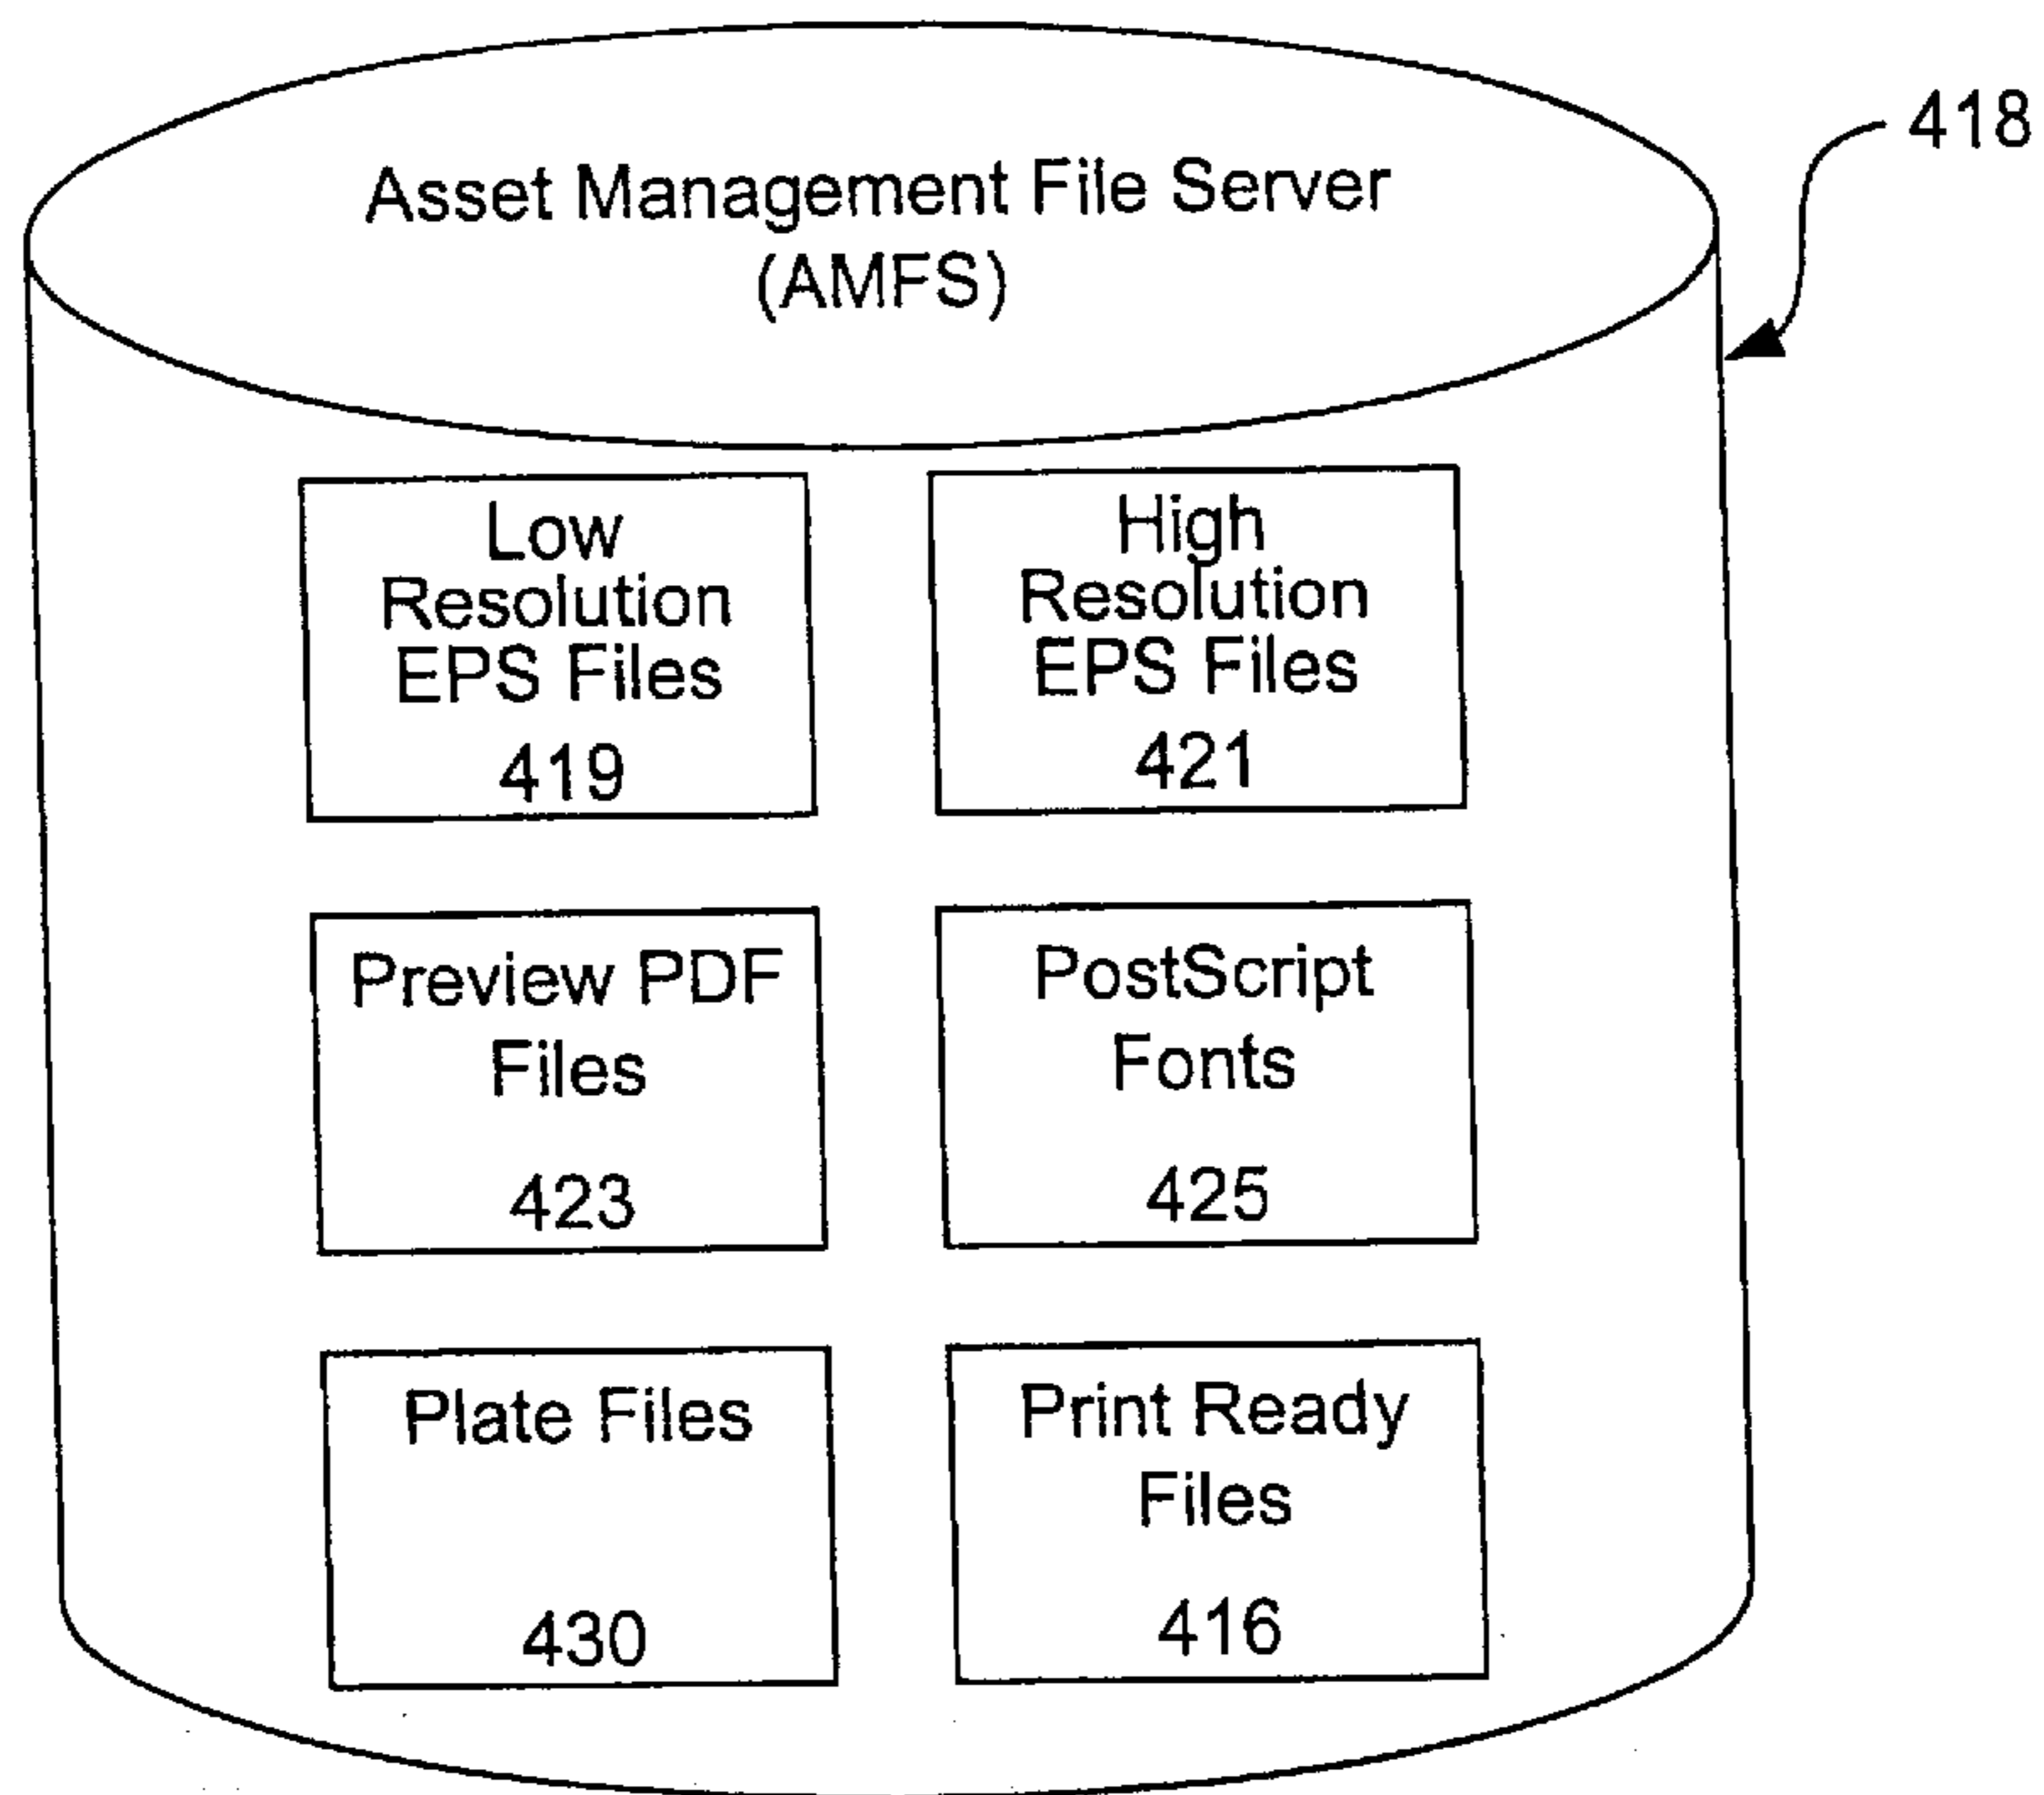 Asset Management File Server
(AMFS)
418
Low
Resolution
EPS Files
419
High
Resolution
EPS Files
421
Preview PDF
Files
423
PostScript
Fonts
425
Plate Files
430
Print Ready
Files
416